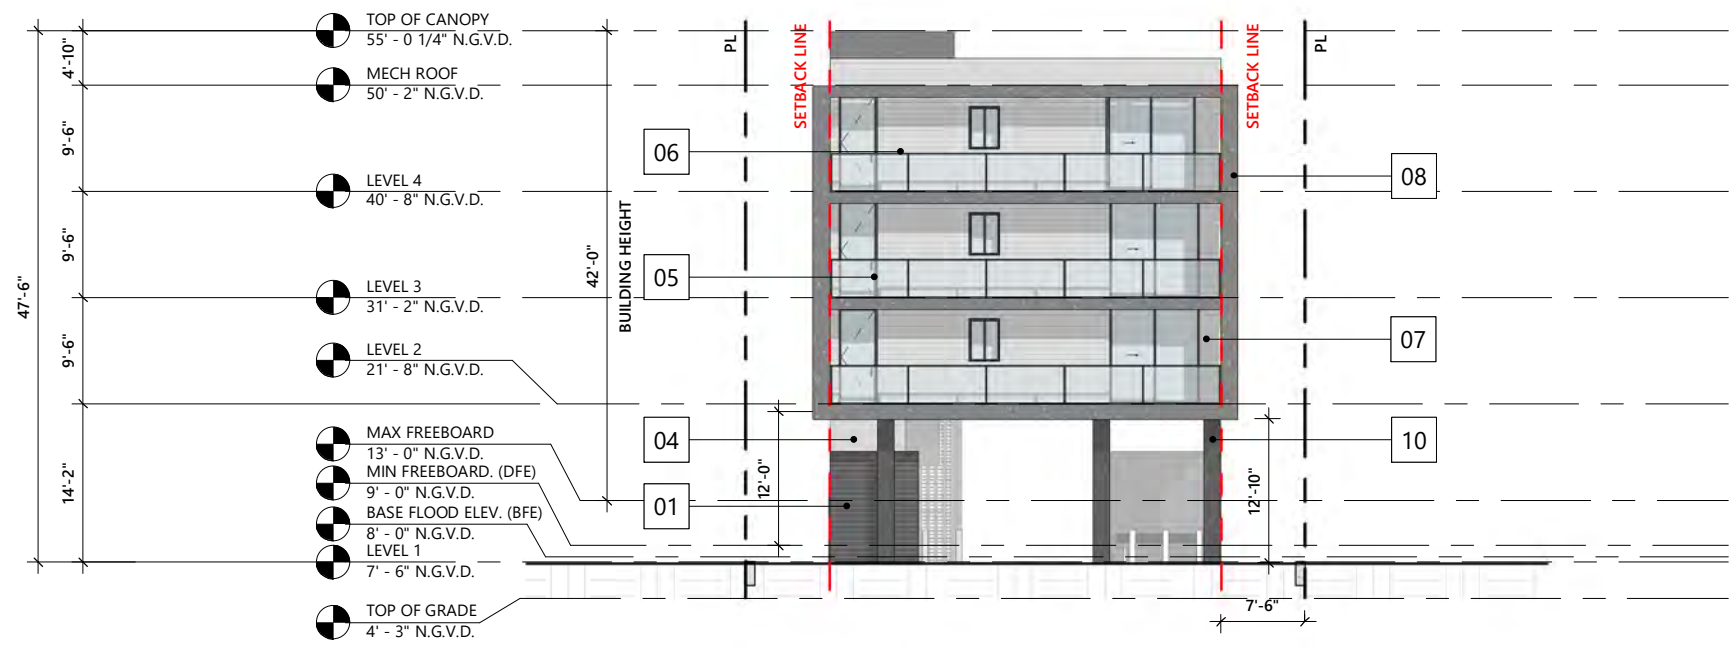 TOP OF CANOPY
55' - 0 1/4" N.G.V.D.
MECH ROOF
50' - 2" N.G.V.D.
LEVEL 4
40' - 8" N.G.V.D.
LEVEL 3
31' - 2" N.G.V.D.
LEVEL 2
21' - 8" N.G.V.D.
MAX FREEBOARD
13' - 0" N.G.V.D.
MIN FREEBOARD. (DFE)
9' - 0" N.G.V.D.
BASE FLOOD ELEV. (BFE)
8' - 0" N.G.V.D.
LEVEL 1
7' - 6" N.G.V.D.
TOP OF GRADE
4' - 3" N.G.V.D.
47'-6"
4'-10"
9'-6"
9'-6"
9'-6"
14'-2"
42'-0"
BUILDING HEIGHT
PL
SETBACK LINE
SETBACK LINE
PL
06
05
04
01
08
07
10
12'-0"
12'-10"
7'-6"